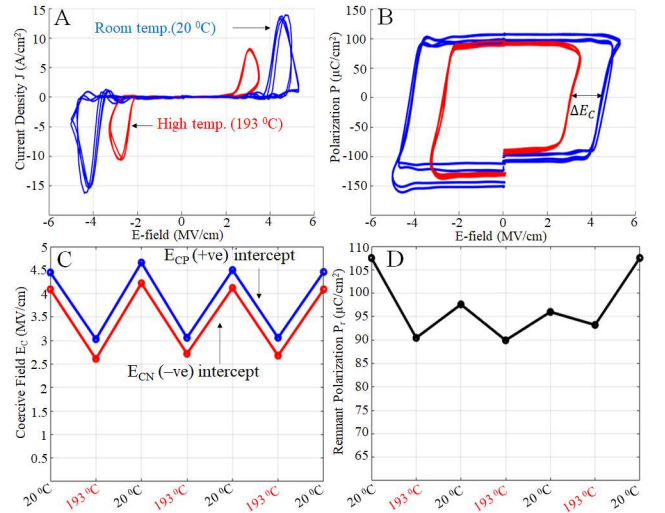 A
Room temp.(20 ⁰C)
High temp. (193 ⁰C)
Current Density J (A/cm²)
15
10
5
0
-5
-10
-15
-6
-4
-2
0
2
4
6
E-field (MV/cm)
B
ΔE_C
Polarization P (μC/cm²)
150
100
50
0
-50
-100
-150
-6
-4
-2
0
2
4
6
E-field (MV/cm)
C
E_CP (+ve) intercept
E_CN (–ve) intercept
Coercive Field E_C (MV/cm)
5
4.5
4
3.5
3
2.5
2
1.5
1
0.5
20 ⁰C
193 ⁰C
20 ⁰C
193 ⁰C
20 ⁰C
193 ⁰C
20 ⁰C
D
Remnant Polarization P_r (μC/cm²)
110
107
100
95
90
85
80
75
70
65
20 ⁰C
193 ⁰C
20 ⁰C
193 ⁰C
20 ⁰C
193 ⁰C
20 ⁰C